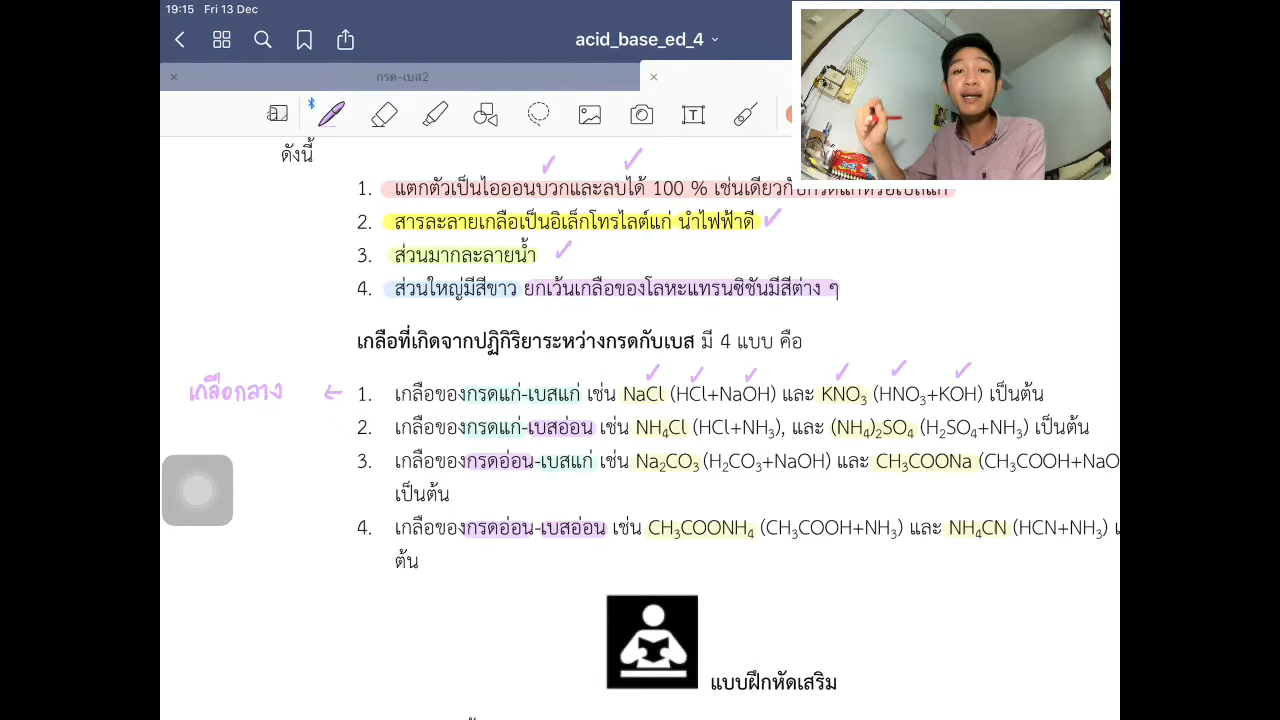 19:15 Fri 13 Dec
acid_base_ed_4
กรด-เบส2
T
ดังนี้
1. แตกตัวเป็นไอออนบวกและลบได้ 100 % เช่นเดียวกับกรดแก่หรือเบสแก่
2. สารละลายเกลือเป็นอิเล็กโทรไลต์แก่ นำไฟฟ้าดี
3. ส่วนมากละลายน้ำ
4. ส่วนใหญ่มีสีขาว ยกเว้นเกลือของโลหะแทรนซิชันมีสีต่าง ๆ
เกลือที่เกิดจากปฏิกิริยาระหว่างกรดกับเบส มี 4 แบบ คือ
เกลือกลาง ← 1. เกลือของกรดแก่-เบสแก่ เช่น NaCl (HCl+NaOH) และ KNO₃ (HNO₃+KOH) เป็นต้น
2. เกลือของกรดแก่-เบสอ่อน เช่น NH₄Cl (HCl+NH₃), และ (NH₄)₂SO₄ (H₂SO₄+NH₃) เป็นต้น
3. เกลือของกรดอ่อน-เบสแก่ เช่น Na₂CO₃ (H₂CO₃+NaOH) และ CH₃COONa (CH₃COOH+NaO
เป็นต้น
4. เกลือของกรดอ่อน-เบสอ่อน เช่น CH₃COONH₄ (CH₃COOH+NH₃) และ NH₄CN (HCN+NH₃)
ต้น
แบบฝึกหัดเสริม